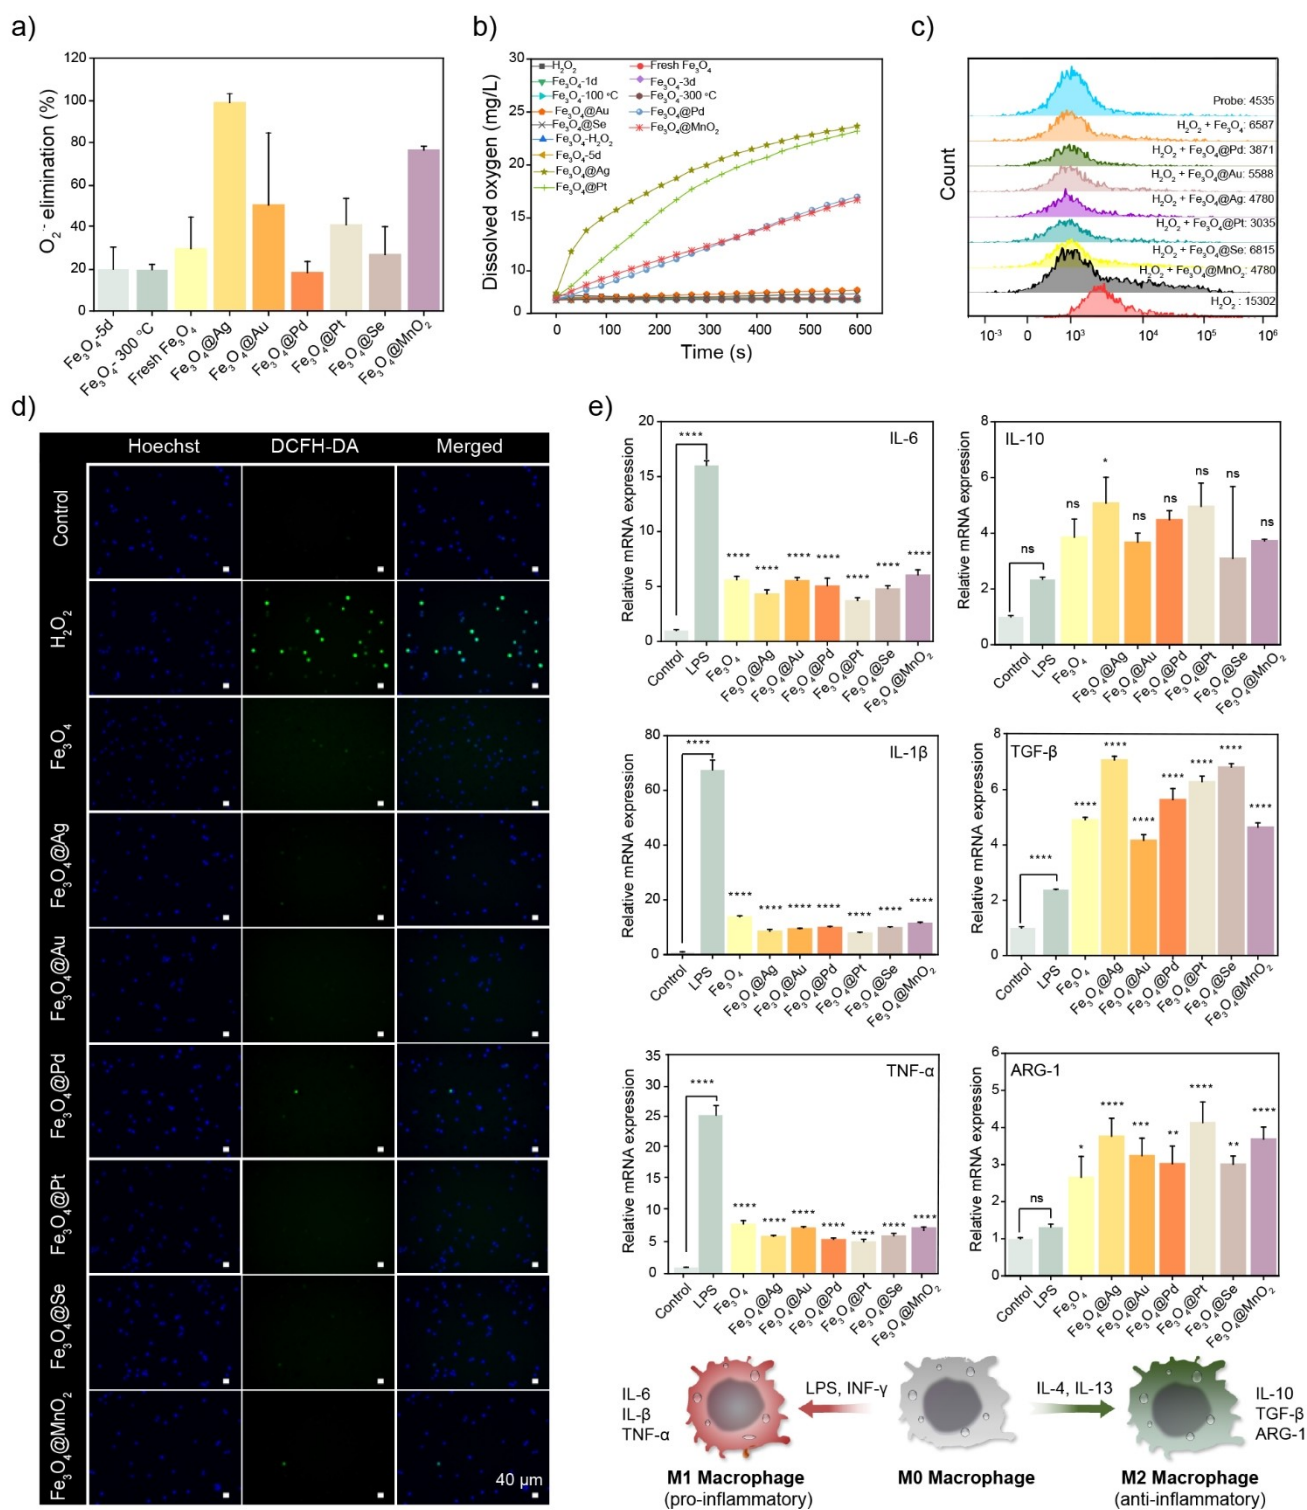 a)
O₂·⁻ elimination (%)
120
100
80
60
40
20
0
Fe₃O₄-5d
Fe₃O₄- 300 °C
Fresh Fe₃O₄
Fe₃O₄@Ag
Fe₃O₄@Au
Fe₃O₄@Pd
Fe₃O₄@Pt
Fe₃O₄@Se
Fe₃O₄@MnO₂
b)
Dissolved oxygen (mg/L)
30
25
20
15
10
0
H₂O₂
Fe₃O₄-1d
Fe₃O₄-100 °C
Fe₃O₄@Au
Fe₃O₄@Se
Fe₃O₄-H₂O₂
Fe₃O₄-5d
Fe₃O₄@Ag
Fe₃O₄@Pt
Fresh Fe₃O₄
Fe₃O₄-3d
Fe₃O₄-300 °C
Fe₃O₄@Pd
Fe₃O₄@MnO₂
0 100 200 300 400 500 600
Time (s)
c)
Count
Probe: 4535
H₂O₂ + Fe₃O₄: 6587
H₂O₂ + Fe₃O₄@Pd: 3871
H₂O₂ + Fe₃O₄@Au: 5588
H₂O₂ + Fe₃O₄@Ag: 4780
H₂O₂ + Fe₃O₄@Pt: 3035
H₂O₂ + Fe₃O₄@Se: 6815
H₂O₂ + Fe₃O₄@MnO₂: 4780
H₂O₂ : 15302
10⁻³ 0 10³ 10⁴ 10⁵ 10⁶
d)
Hoechst DCFH-DA Merged
Control
H₂O₂
Fe₃O₄
Fe₃O₄@Ag
Fe₃O₄@Au
Fe₃O₄@Pd
Fe₃O₄@Pt
Fe₃O₄@Se
Fe₃O₄@MnO₂
40 µm
e)
Relative mRNA expression
20
15
10
5
0
IL-6
****
**** **** **** **** **** **** ****
Control
LPS
Fe₃O₄
Fe₃O₄@Ag
Fe₃O₄@Au
Fe₃O₄@Pd
Fe₃O₄@Pt
Fe₃O₄@Se
Fe₃O₄@MnO₂
Relative mRNA expression
8
6
4
2
0
IL-10
ns
ns * ns ns ns ns ns
Control
LPS
Fe₃O₄
Fe₃O₄@Ag
Fe₃O₄@Au
Fe₃O₄@Pd
Fe₃O₄@Pt
Fe₃O₄@Se
Fe₃O₄@MnO₂
Relative mRNA expression
80
60
40
20
0
IL-1β
****
**** **** **** **** **** **** ****
Control
LPS
Fe₃O₄
Fe₃O₄@Ag
Fe₃O₄@Au
Fe₃O₄@Pd
Fe₃O₄@Pt
Fe₃O₄@Se
Fe₃O₄@MnO₂
Relative mRNA expression
8
6
4
2
0
TGF-β
****
**** **** **** **** **** **** ****
Control
LPS
Fe₃O₄
Fe₃O₄@Ag
Fe₃O₄@Au
Fe₃O₄@Pd
Fe₃O₄@Pt
Fe₃O₄@Se
Fe₃O₄@MnO₂
Relative mRNA expression
35
30
25
20
15
10
5
0
TNF-α
****
**** **** **** **** **** **** ****
Control
LPS
Fe₃O₄
Fe₃O₄@Ag
Fe₃O₄@Au
Fe₃O₄@Pd
Fe₃O₄@Pt
Fe₃O₄@Se
Fe₃O₄@MnO₂
Relative mRNA expression
6
5
4
3
2
1
0
ARG-1
ns
* **** *** ** **** ** ****
Control
LPS
Fe₃O₄
Fe₃O₄@Ag
Fe₃O₄@Au
Fe₃O₄@Pd
Fe₃O₄@Pt
Fe₃O₄@Se
Fe₃O₄@MnO₂
IL-6
IL-β
TNF-α
LPS, INF-γ
IL-4, IL-13
IL-10
TGF-β
ARG-1
M1 Macrophage
(pro-inflammatory)
M0 Macrophage
M2 Macrophage
(anti-inflammatory)